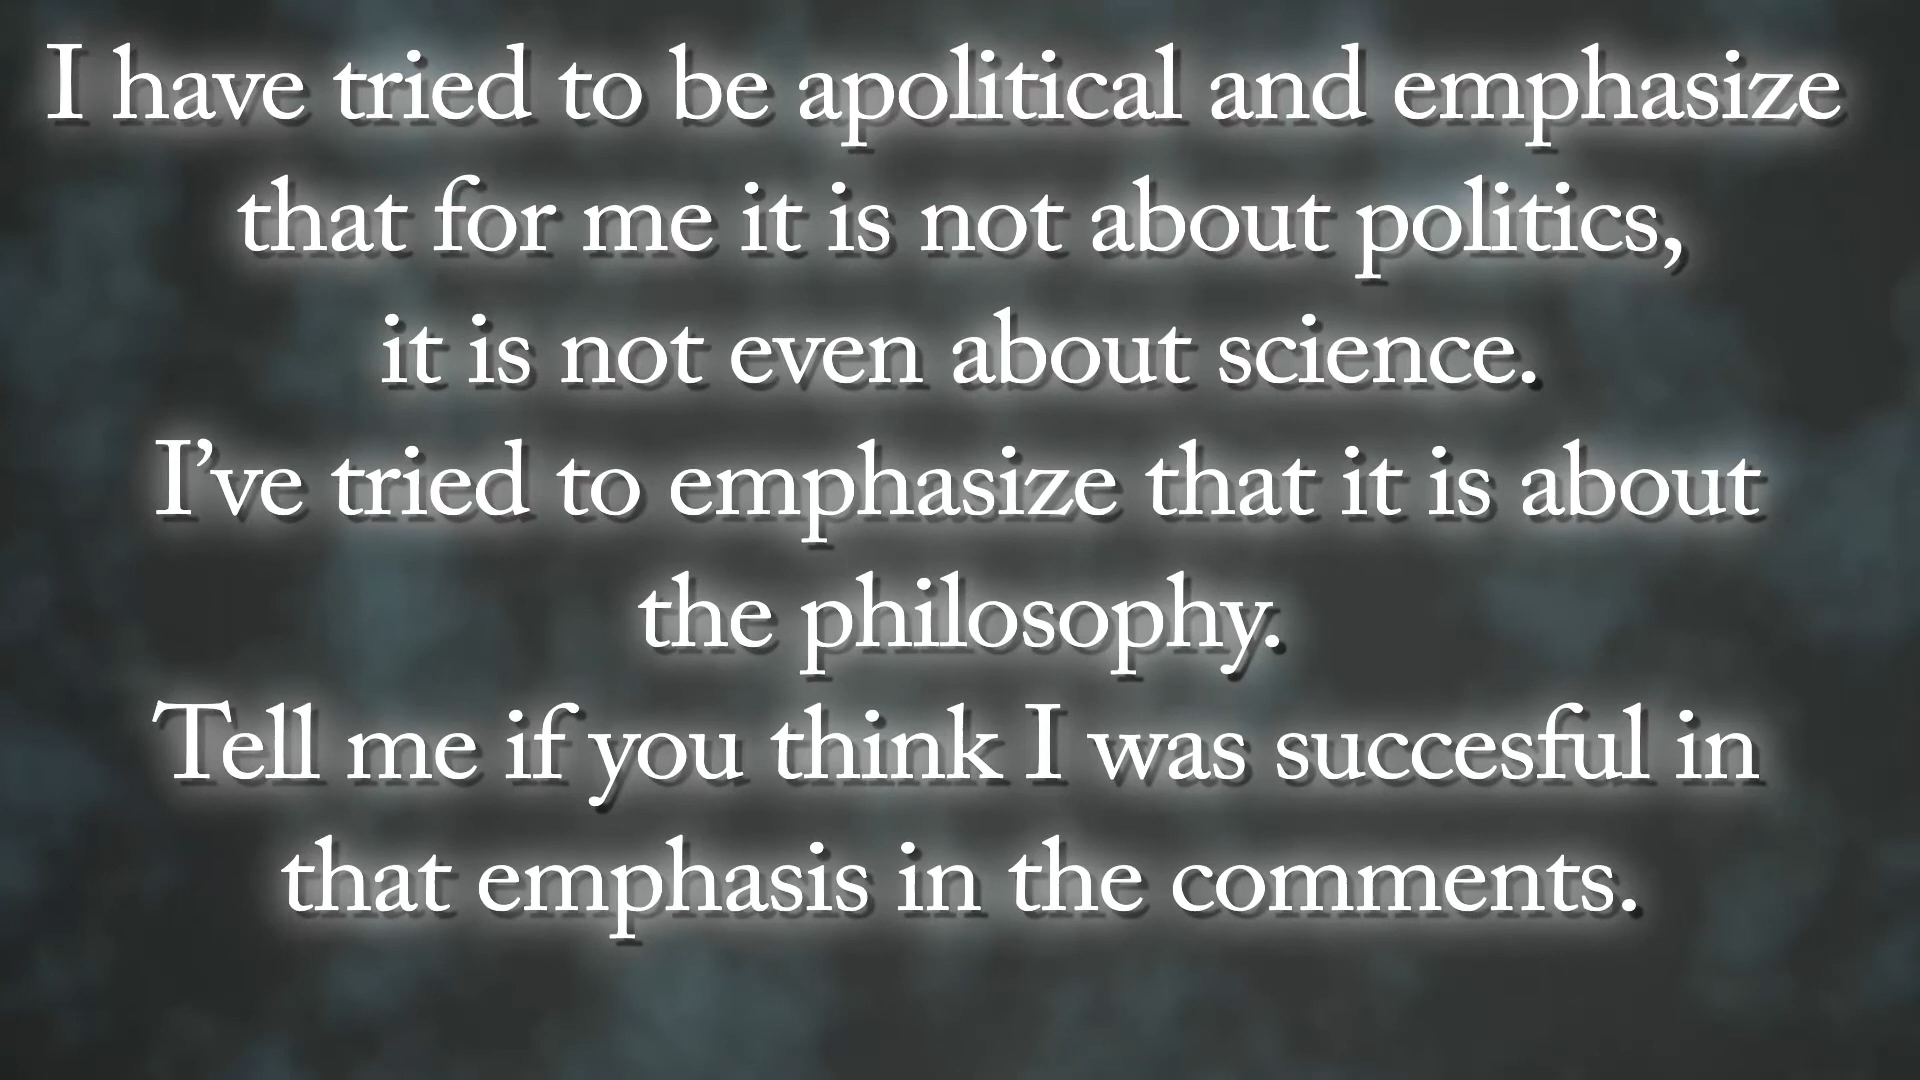 I have tried to be apolitical and emphasize
that for me it is not about politics,
it is not even about science.
I’ve tried to emphasize that it is about
the philosophy.
Tell me if you think I was succesful in
that emphasis in the comments.